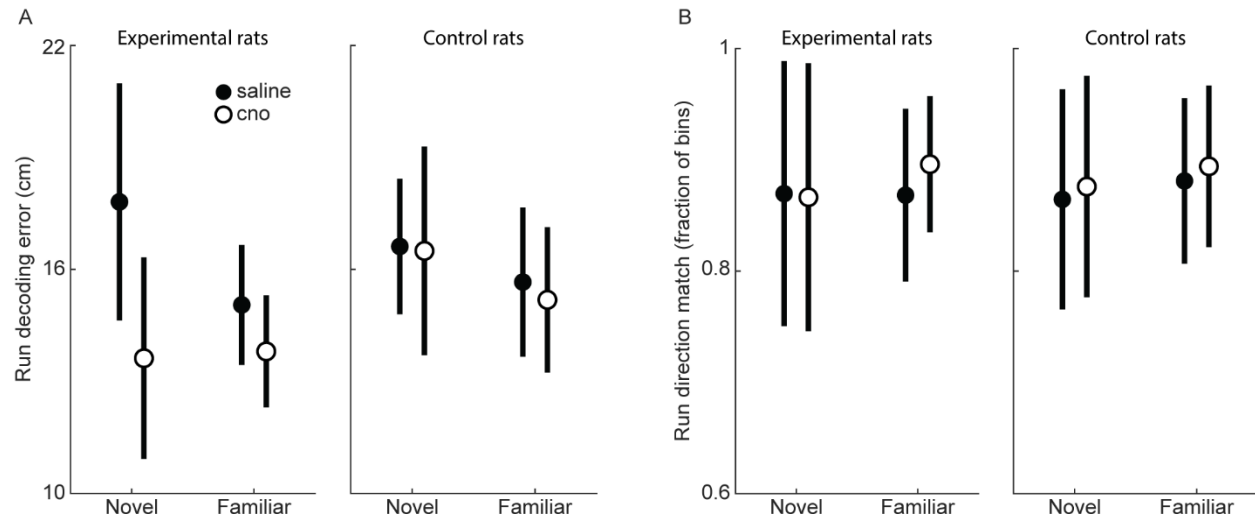 A
Experimental rats
Control rats
22
16
10
Run decoding error (cm)
saline
cno
Novel
Familiar
Novel
Familiar
B
Experimental rats
Control rats
1
0.8
0.6
Run direction match (fraction of bins)
Novel
Familiar
Novel
Familiar